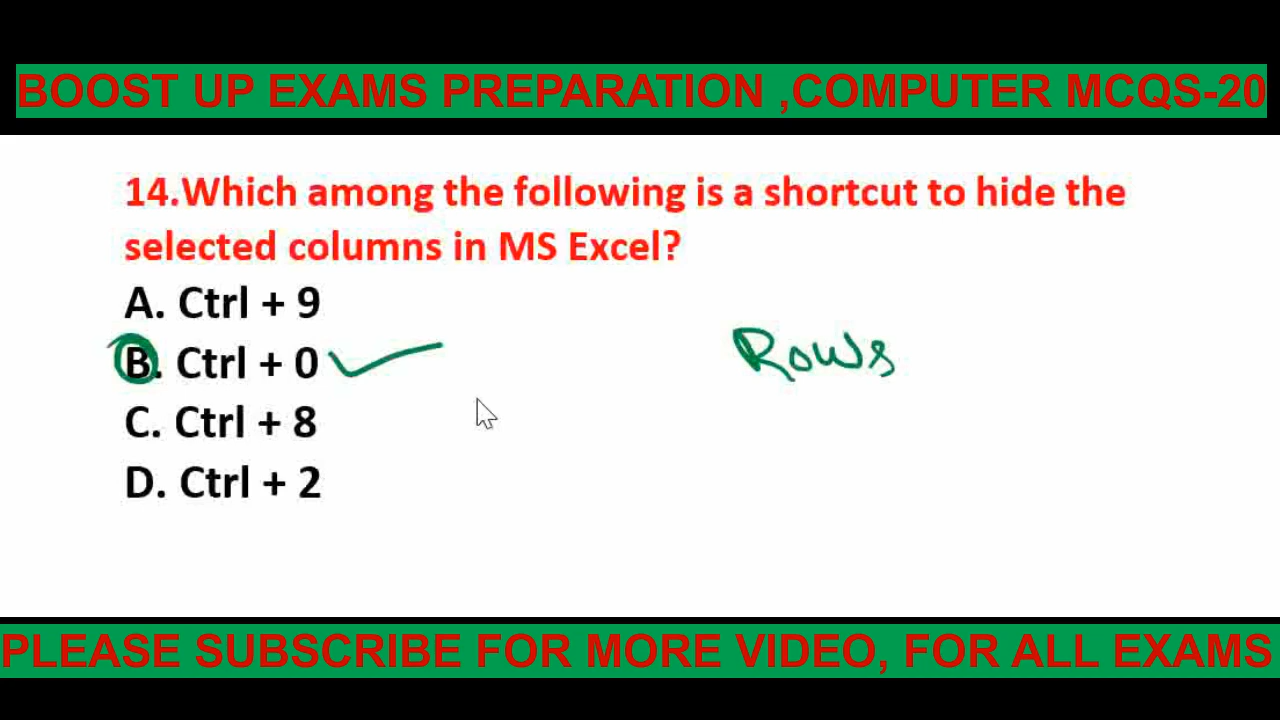 BOOST UP EXAMS PREPARATION ,COMPUTER MCQS-20
14.Which among the following is a shortcut to hide the
selected columns in MS Excel?
A. Ctrl + 9
B. Ctrl + 0
Rows
C. Ctrl + 8
D. Ctrl + 2
PLEASE SUBSCRIBE FOR MORE VIDEO, FOR ALL EXAMS